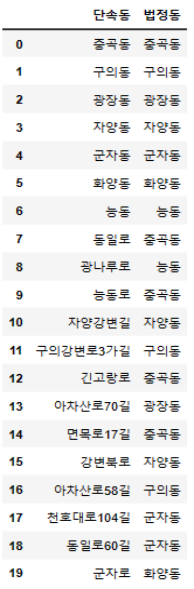 단속동 법정동
0 중곡동 중곡동
1 구의동 구의동
2 광장동 광장동
3 자양동 자양동
4 군자동 군자동
5 화양동 화양동
6 능동 능동
7 동일로 중곡동
8 광나루로 능동
9 능동로 중곡동
10 자양강변길 자양동
11 구의강변로3가길 구의동
12 긴고랑로 중곡동
13 아차산로70길 광장동
14 면목로17길 중곡동
15 강변북로 자양동
16 아차산로58길 구의동
17 천호대로104길 군자동
18 동일로60길 군자동
19 군자로 화양동